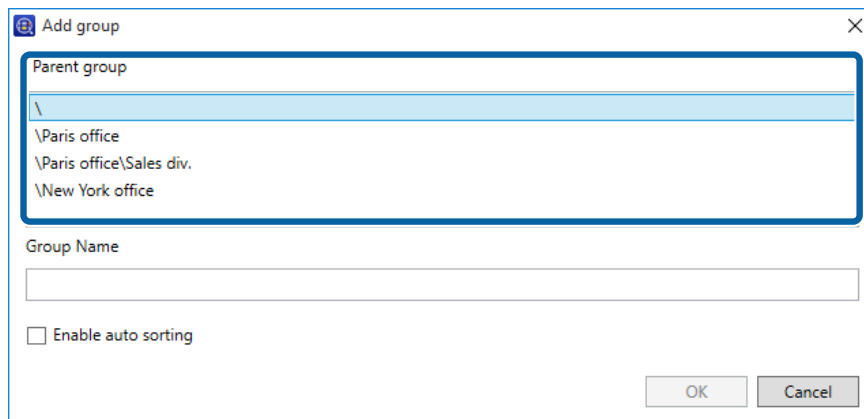 Add group
Parent group
\
\Paris office
\Paris office\Sales div.
\New York office
Group Name
Enable auto sorting
OK Cancel